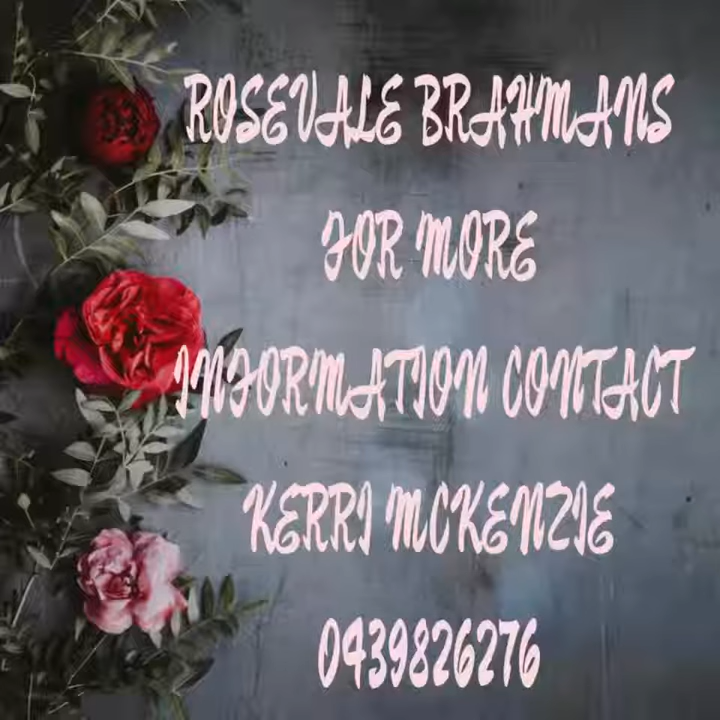 ROSEVALE BRAHMANS
FOR MORE
INFORMATION CONTACT
KERRI MCKENZIE
0439826276